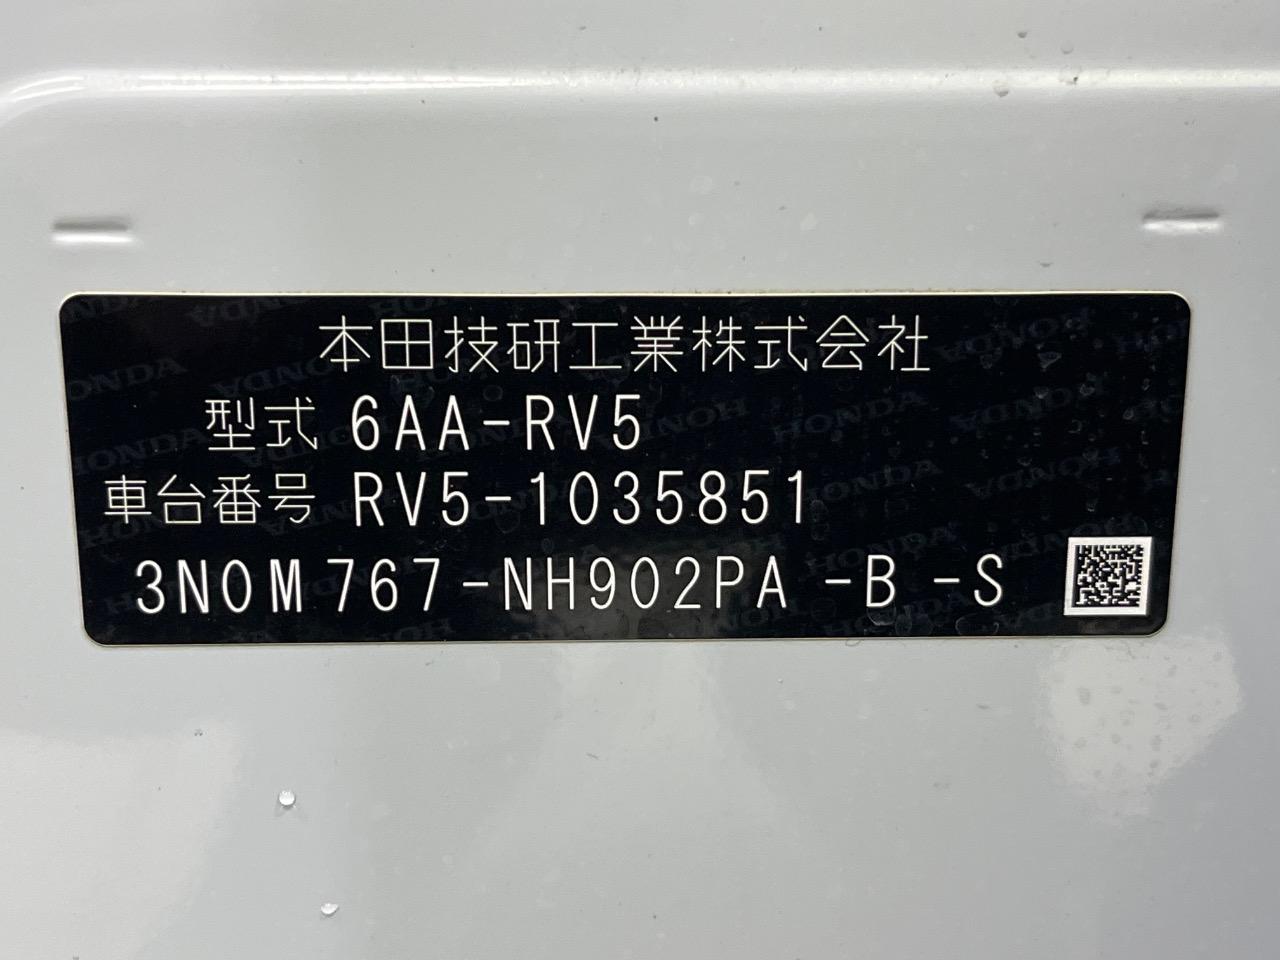 本田技研工業株式会社
型式 6AA-RV5
車台番号 RV5-1035851
3N0M767-NH902PA -B -S